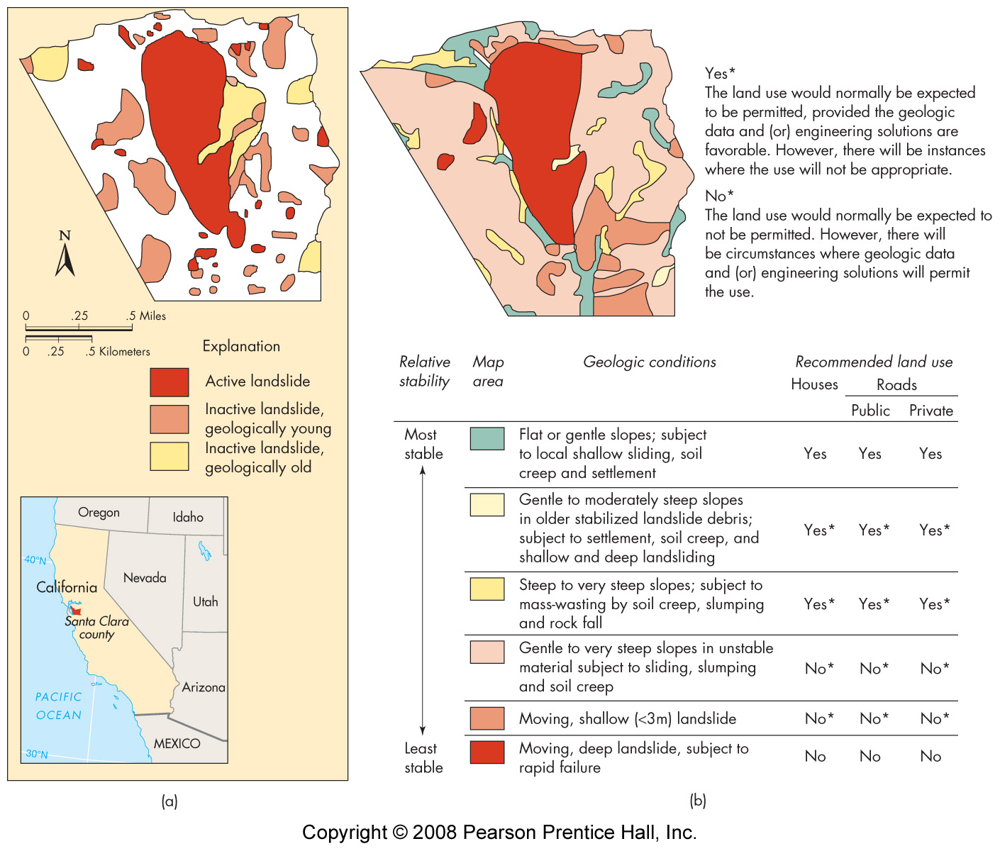 N
0 .25 .5 Miles
0 .25 .5 Kilometers
Explanation
Active landslide
Inactive landslide,
geologically young
Inactive landslide,
geologically old
Oregon
Idaho
40°N
Nevada
California
Utah
Santa Clara
county
Arizona
PACIFIC
OCEAN
MEXICO
30°N
(a)
Yes*
The land use would normally be expected
to be permitted, provided the geologic
data and (or) engineering solutions are
favorable. However, there will be instances
where the use will not be appropriate.
No*
The land use would normally be expected to
not be permitted. However, there will
be circumstances where geologic data
and (or) engineering solutions will permit
the use.
Relative Map Geologic conditions Recommended land use
stability area Houses Roads
Public Private
Most Flat or gentle slopes; subject
stable to local shallow sliding, soil Yes Yes Yes
creep and settlement
Gentle to moderately steep slopes
in older stabilized landslide debris;
subject to settlement, soil creep, and Yes* Yes* Yes*
shallow and deep landsliding
Steep to very steep slopes; subject to
mass-wasting by soil creep, slumping Yes* Yes* Yes*
and rock fall
Gentle to very steep slopes in unstable
material subject to sliding, slumping No* No* No*
and soil creep
Moving, shallow (<3m) landslide No* No* No*
Least Moving, deep landslide, subject to
stable rapid failure No No No
(b)
Copyright © 2008 Pearson Prentice Hall, Inc.